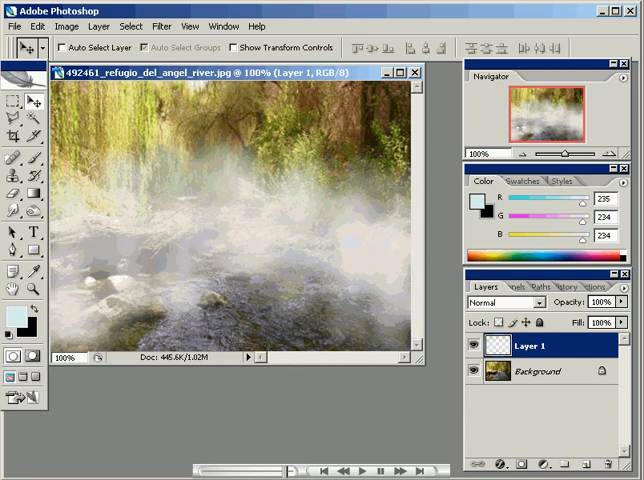 Adobe Photoshop
File Edit Image Layer Select Filter View Window Help
Auto Select Layer Auto Select Groups Show Transform Controls
492461_refugio_del_angel_river.jpg @ 100% (Layer 1, RGB/8)
100% Doc: 445.6K/1.02M
Navigator
100%
Color Swatches Styles
R 235
G 234
B 234
Layers Paths
Normal Opacity: 100%
Lock: Fill: 100%
Layer 1
Background